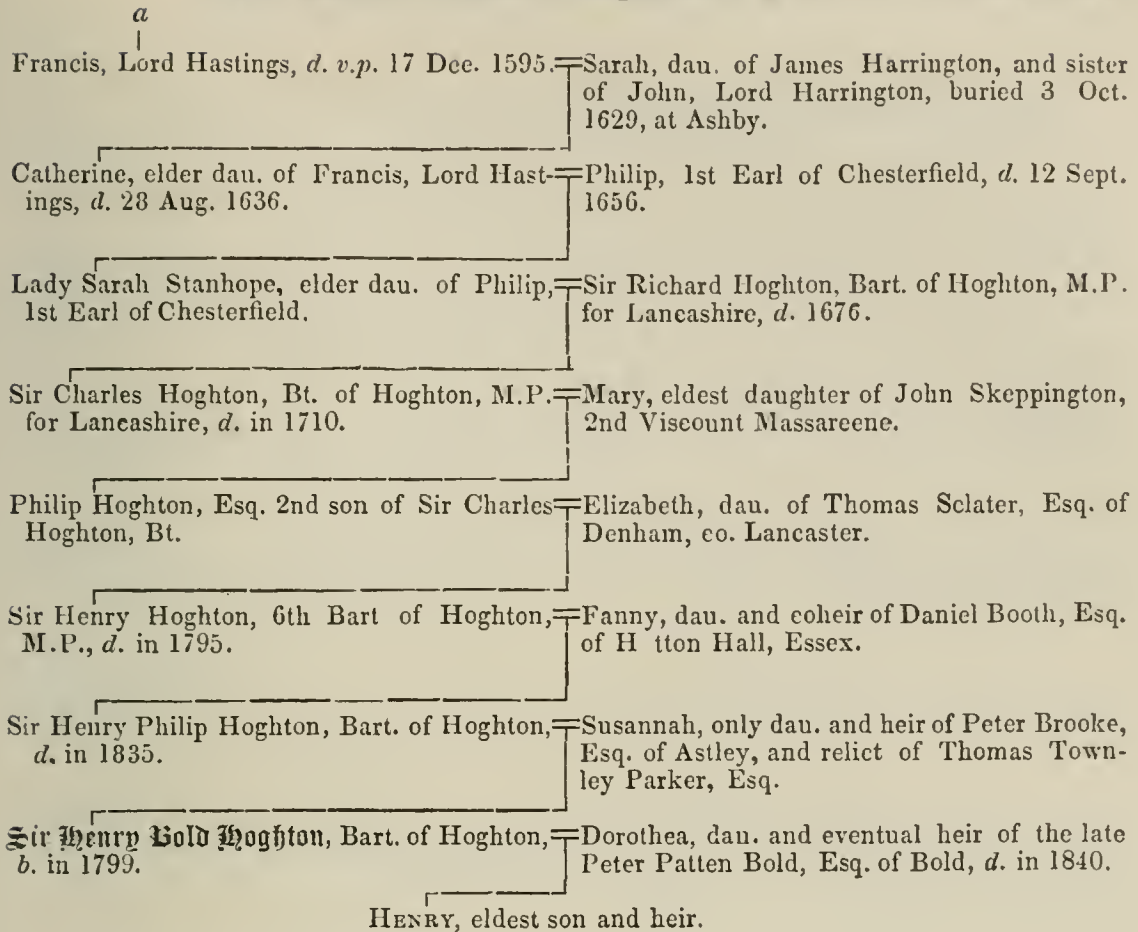 a
Francis, Lord Hastings, d. v.p. 17 Dec. 1595.
Sarah, dau. of James Harrington, and sister
of John, Lord Harrington, buried 3 Oct.
1629, at Ashby.
Catherine, elder dau. of Francis, Lord Hast-
ings, d. 28 Aug. 1636.
Philip, 1st Earl of Chesterfield, d. 12 Sept.
1656.
Lady Sarah Stanhope, elder dau. of Philip,
1st Earl of Chesterfield.
Sir Richard Hoghton, Bart. of Hoghton, M.P.
for Lancashire, d. 1676.
Sir Charles Hoghton, Bt. of Hoghton, M.P.
for Lancashire, d. in 1710.
Mary, eldest daughter of John Skeppington,
2nd Viscount Massareene.
Philip Hoghton, Esq. 2nd son of Sir Charles
Hoghton, Bt.
Elizabeth, dau. of Thomas Sclater, Esq. of
Denham, co. Lancaster.
Sir Henry Hoghton, 6th Bart of Hoghton,
M.P., d. in 1795.
Fanny, dau. and coheir of Daniel Booth, Esq.
of H tton Hall, Essex.
Sir Henry Philip Hoghton, Bart. of Hoghton,
d. in 1835.
Susannah, only dau. and heir of Peter Brooke,
Esq. of Astley, and relict of Thomas Town-
ley Parker, Esq.
Sir Henry Bold Hoghton, Bart. of Hoghton,
b. in 1799.
Dorothea, dau. and eventual heir of the late
Peter Patten Bold, Esq. of Bold, d. in 1840.
HENRY, eldest son and heir.